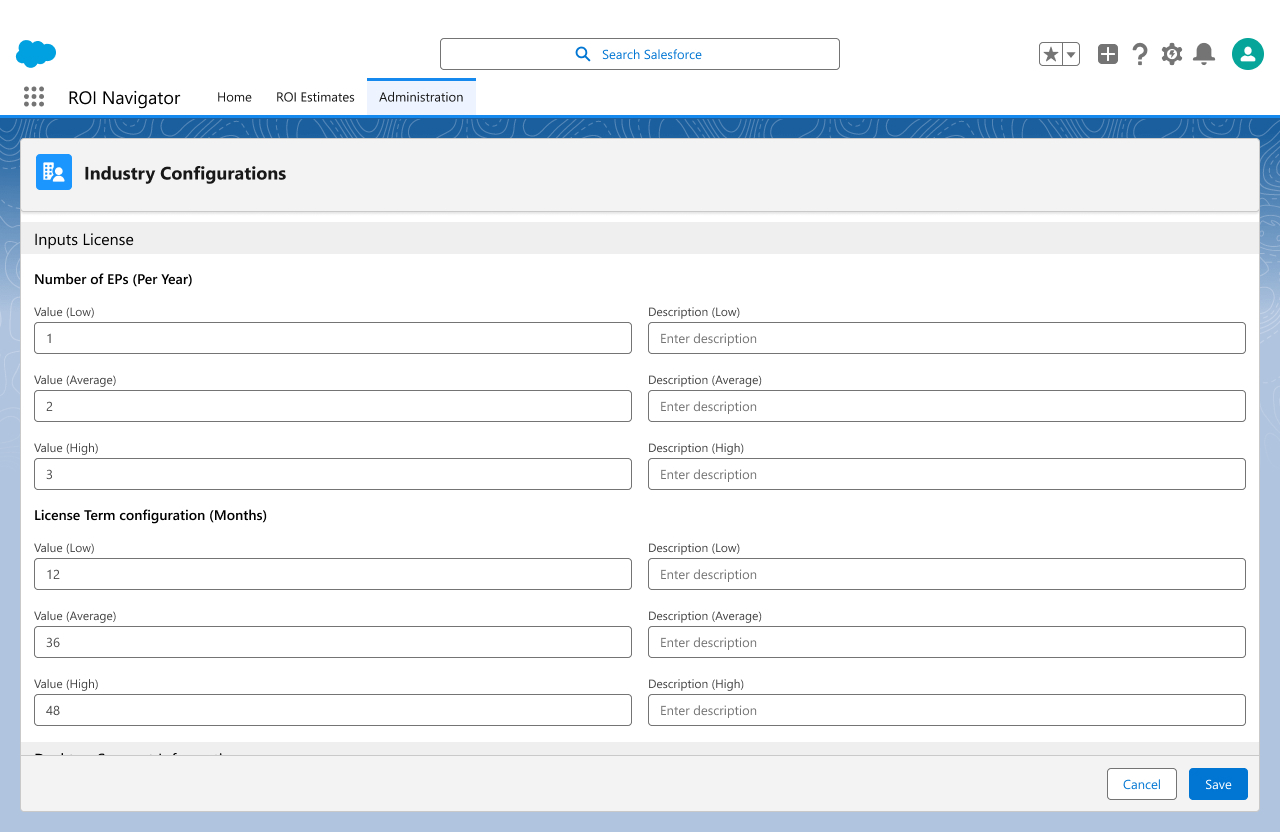 Search Salesforce
ROI Navigator Home ROI Estimates Administration
Industry Configurations
Inputs License
Number of EPs (Per Year)
Value (Low) Description (Low)
1 Enter description
Value (Average) Description (Average)
2 Enter description
Value (High) Description (High)
3 Enter description
License Term configuration (Months)
Value (Low) Description (Low)
12 Enter description
Value (Average) Description (Average)
36 Enter description
Value (High) Description (High)
48 Enter description
Cancel Save